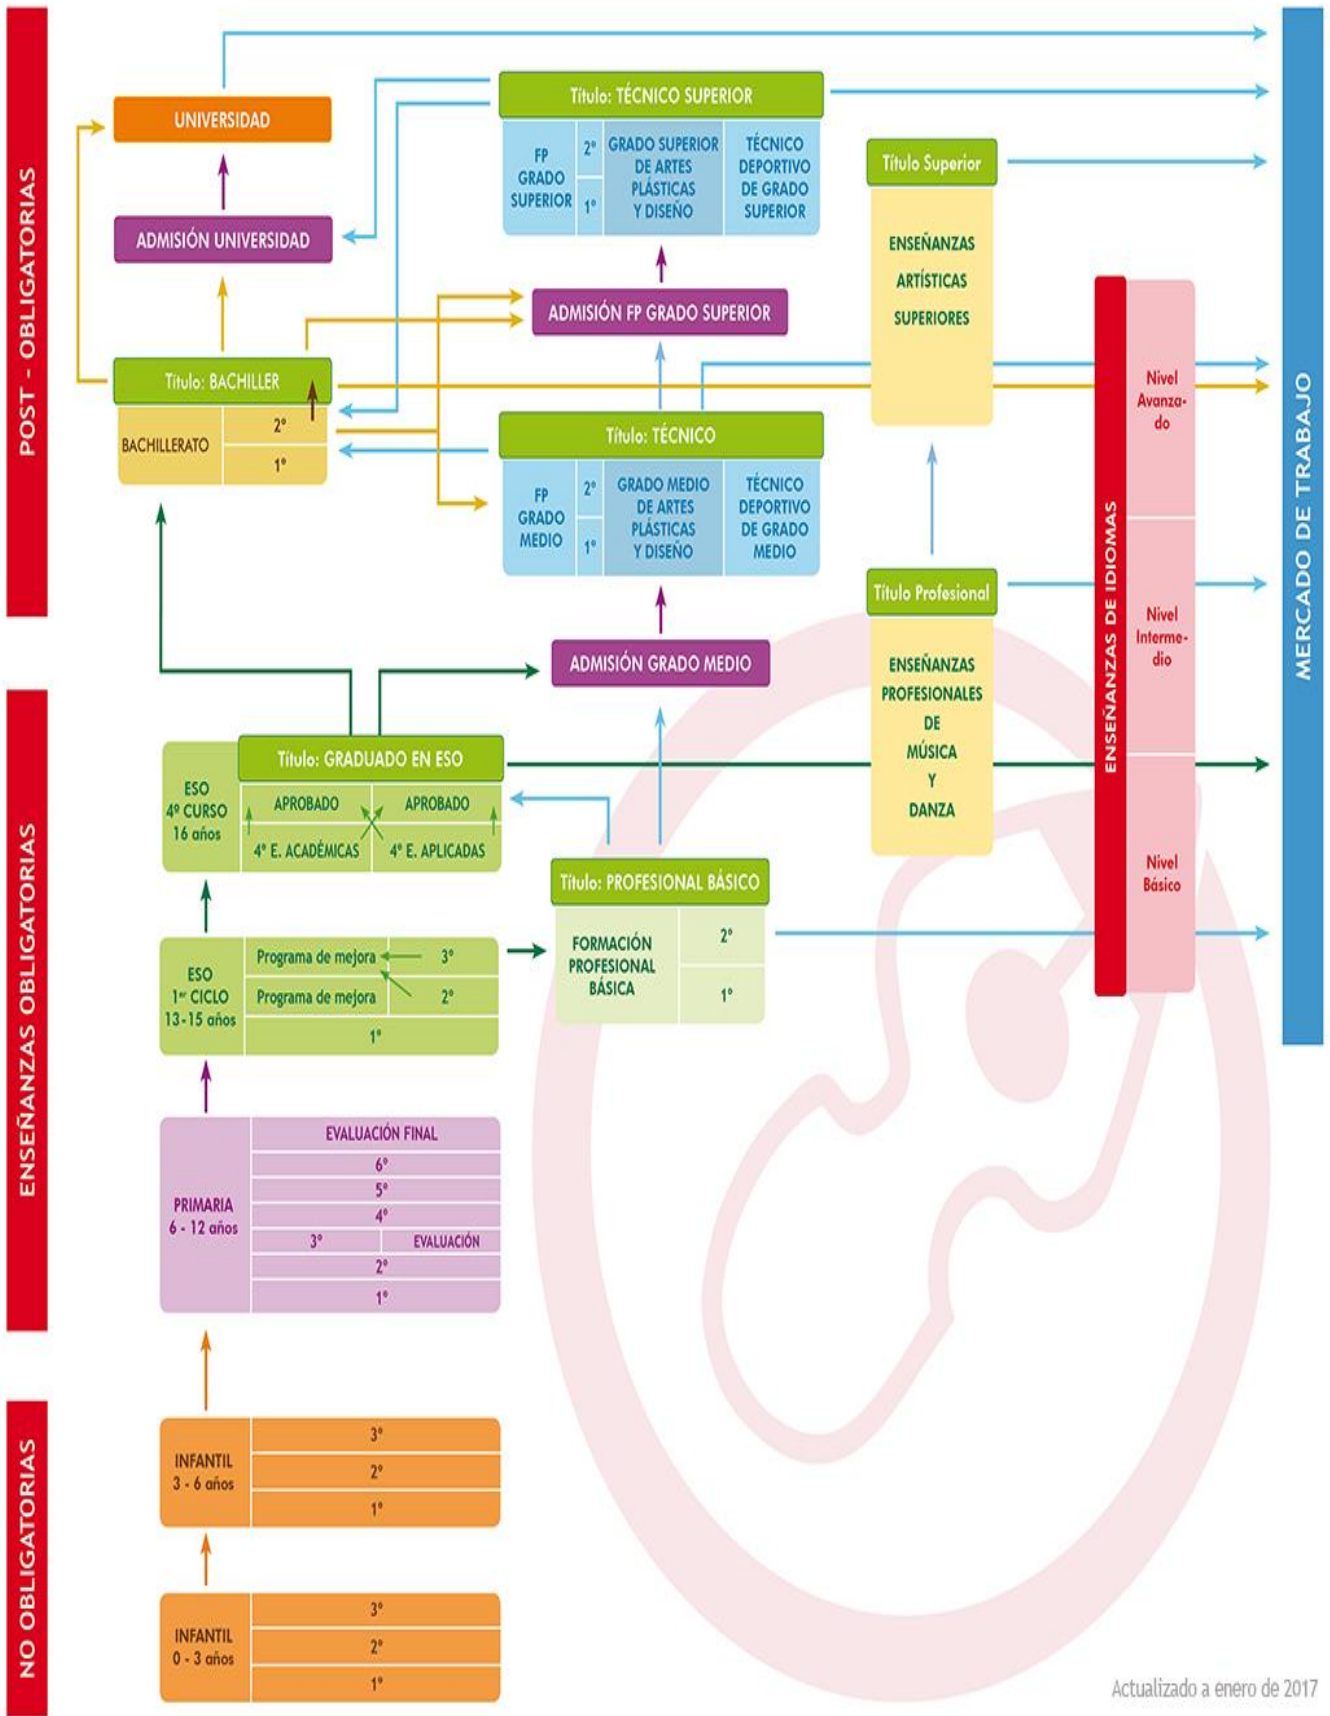 POST - OBLIGATORIAS
UNIVERSIDAD
ADMISIÓN UNIVERSIDAD
Título: BACHILLER
BACHILLERATO
2º
1º
Título: TÉCNICO SUPERIOR
FP
GRADO
SUPERIOR
2º
1º
GRADO SUPERIOR
DE ARTES
PLÁSTICAS
Y DISEÑO
TÉCNICO
DEPORTIVO
DE GRADO
SUPERIOR
ADMISIÓN FP GRADO SUPERIOR
Título: TÉCNICO
FP
GRADO
MEDIO
2º
1º
GRADO MEDIO
DE ARTES
PLÁSTICAS
Y DISEÑO
TÉCNICO
DEPORTIVO
DE GRADO
MEDIO
ADMISIÓN GRADO MEDIO
Título Superior
ENSEÑANZAS
ARTÍSTICAS
SUPERIORES
Título Profesional
ENSEÑANZAS
PROFESIONALES
DE
MÚSICA
Y
DANZA
ENSEÑANZAS DE IDIOMAS
Nivel
Avanza-
do
Nivel
Interme-
dio
Nivel
Básico
MERCADO DE TRABAJO
ENSEÑANZAS OBLIGATORIAS
ESO
4º CURSO
16 años
Título: GRADUADO EN ESO
APROBADO
APROBADO
4º E. ACADÉMICAS
4º E. APLICADAS
Título: PROFESIONAL BÁSICO
FORMACIÓN
PROFESIONAL
BÁSICA
2º
1º
ESO
1er CICLO
13-15 años
Programa de mejora
3º
Programa de mejora
2º
1º
PRIMARIA
6 - 12 años
EVALUACIÓN FINAL
6º
5º
4º
3º
EVALUACIÓN
2º
1º
NO OBLIGATORIAS
INFANTIL
3 - 6 años
3º
2º
1º
INFANTIL
0 - 3 años
3º
2º
1º
Actualizado a enero de 2017